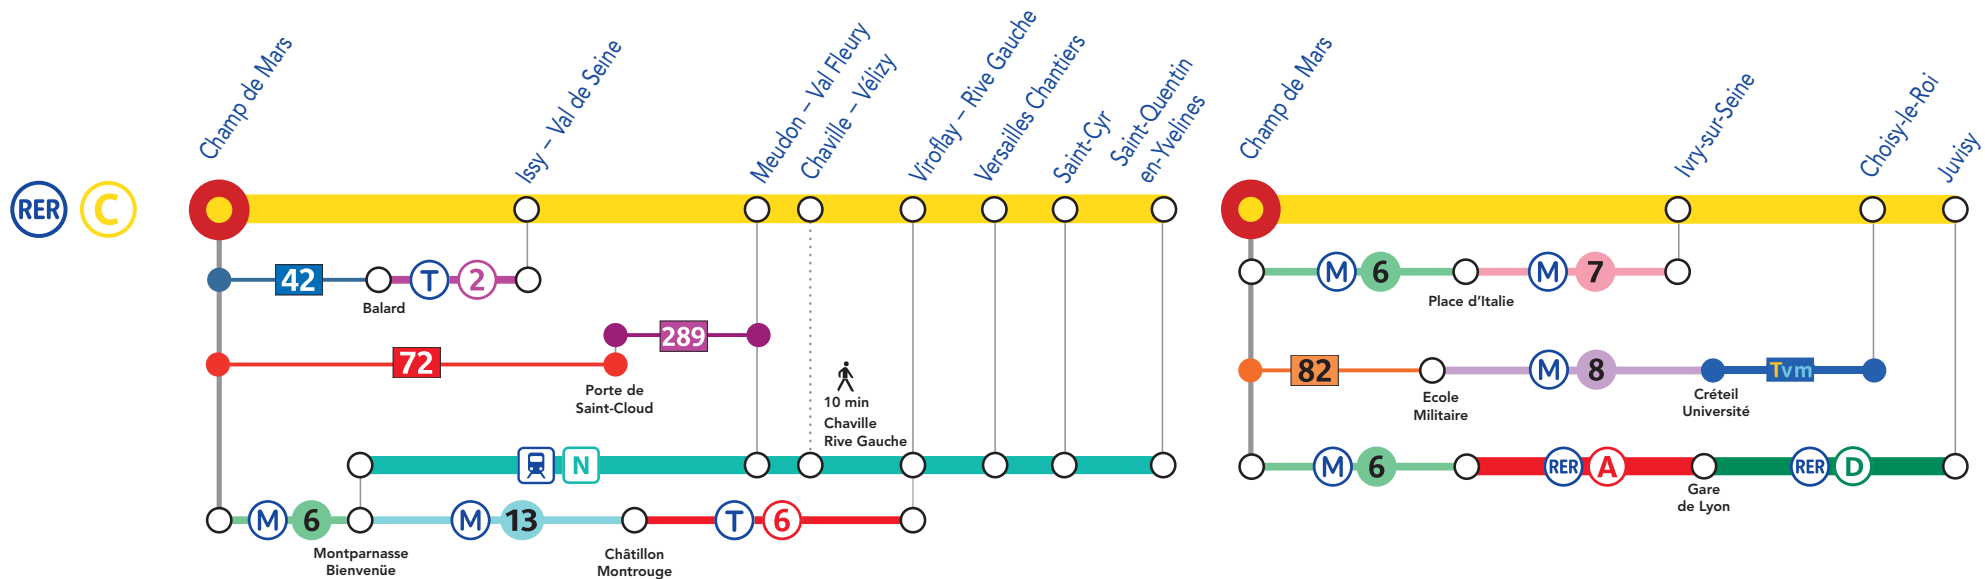 RER C
Champ de Mars
Issy – Val de Seine
Meudon – Val Fleury
Chaville – Vélizy
Viroflay – Rive Gauche
Versailles Chantiers
Saint-Cyr
Saint-Quentin
en-Yvelines
42
Balard
T 2
72
289
Porte de
Saint-Cloud
10 min
Chaville
Rive Gauche
N
M 6
Montparnasse
Bienvenüe
M 13
Châtillon
Montrouge
T 6
Champ de Mars
Ivry-sur-Seine
Choisy-le-Roi
Juvisy
M 6
Place d'Italie
M 7
82
Ecole
Militaire
M 8
Créteil
Université
Tvm
M 6
RER A
Gare
de Lyon
RER D